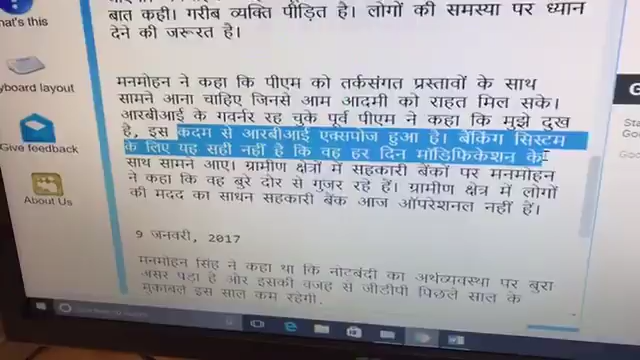 बात कही। गरीब व्यक्ति पीड़ित है। लोगों की समस्या पर ध्यान
देने की जरूरत है।
मनमोहन ने कहा कि पीएम को तर्कसंगत प्रस्तावों के साथ
सामने आना चाहिए जिनसे आम आदमी को राहत मिल सके।
आरबीआई के गवर्नर रह चुके पूर्व पीएम ने कहा कि मुझे दुख
है, इस कदम से आरबीआई एक्सपोज हुआ है। बैंकिंग सिस्टम
के लिए यह सही नहीं है कि वह हर दिन मॉडिफिकेशन के
साथ सामने आए। ग्रामीण क्षेत्रों में सहकारी बैंकों पर मनमोहन
ने कहा कि वह बुरे दौर से गुजर रहे हैं। ग्रामीण क्षेत्र में लोगों
की मदद का साधन सहकारी बैंक आज ऑपरेशनल नहीं हैं।
9 जनवरी, 2017
मनमोहन सिंह ने कहा था कि नोटबंदी का अर्थव्यवस्था पर बुरा
असर पड़ा है और इसकी वजह से जीडीपी पिछले साल के
मुकाबले इस साल कम रहेगी.
hat's this
yboard layout
Give feedback
About Us
G